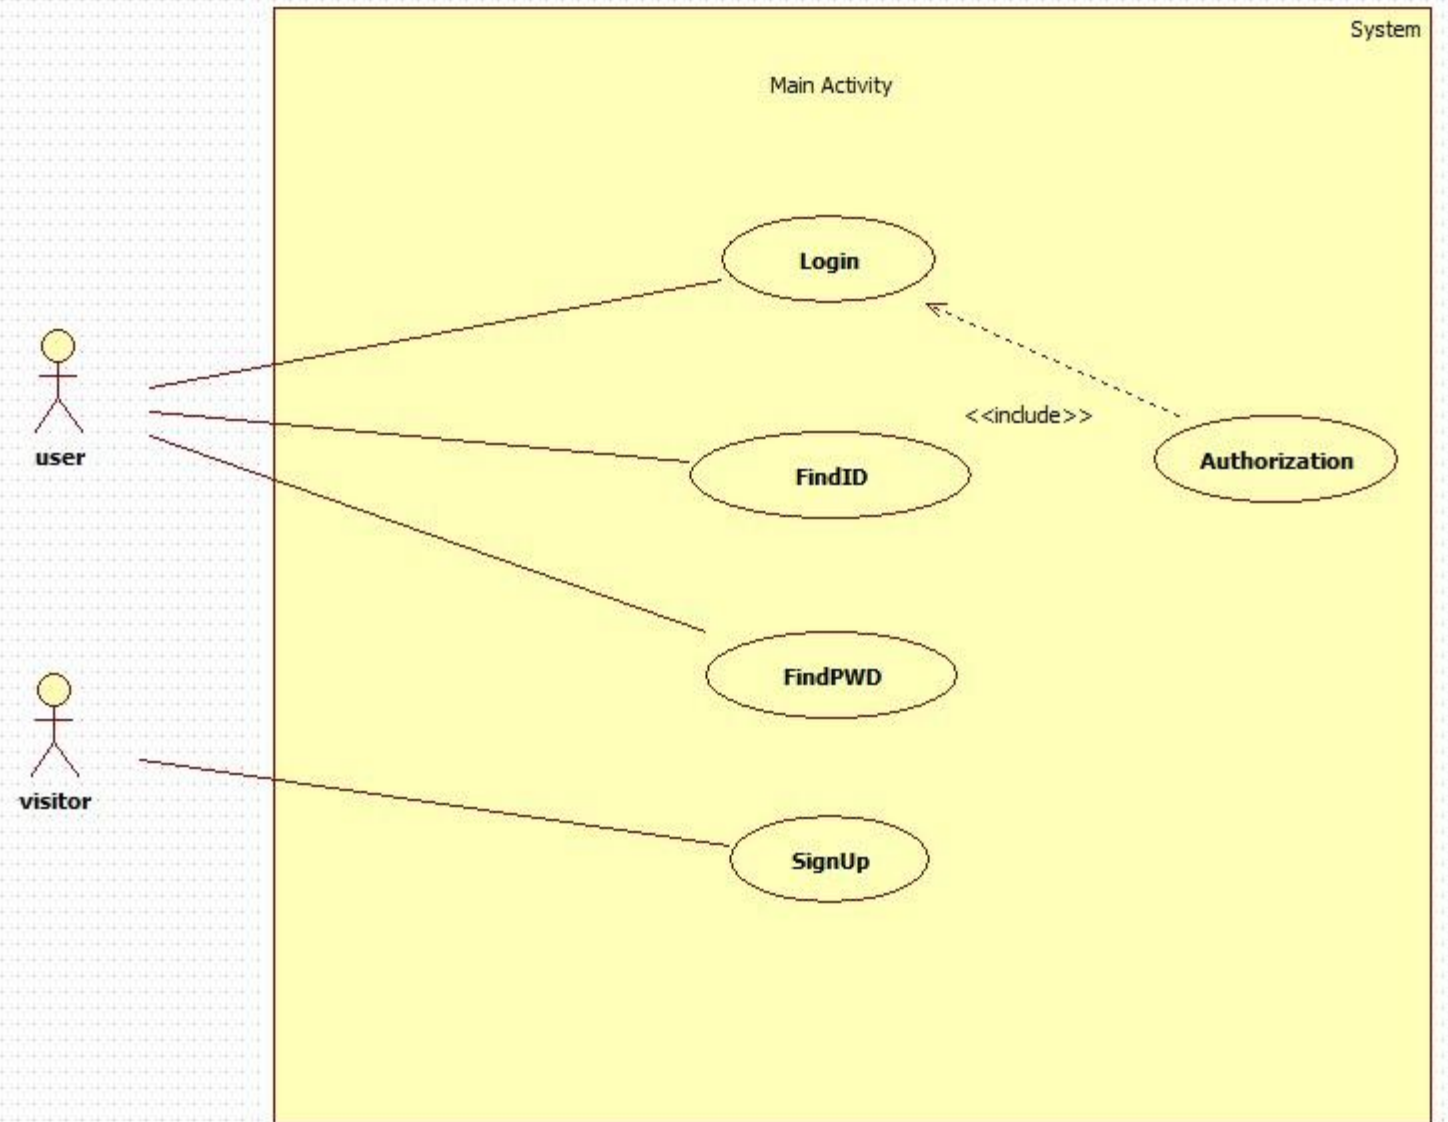 System
Main Activity
Login
user
<<include>>
FindID
Authorization
FindPWD
visitor
SignUp